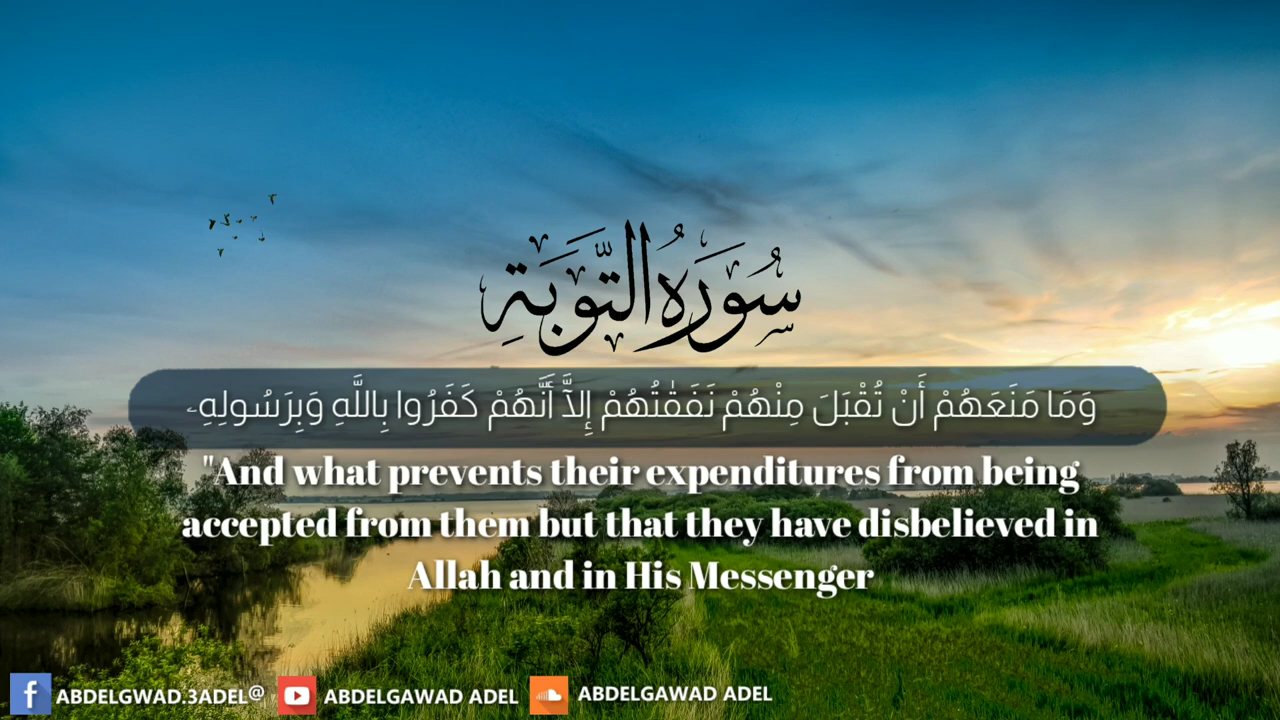 سُورَةُ التَّوْبَةِ
وَمَا مَنَعَهُمْ أَنْ تُقْبَلَ مِنْهُمْ نَفَقَٰتُهُمْ إِلَّآ أَنَّهُمْ كَفَرُوا بِاللَّهِ وَبِرَسُولِهِۦ
"And what prevents their expenditures from being
accepted from them but that they have disbelieved in
Allah and in His Messenger
ABDELGWAD.3ADEL@ ABDELGAWAD ADEL ABDELGAWAD ADEL